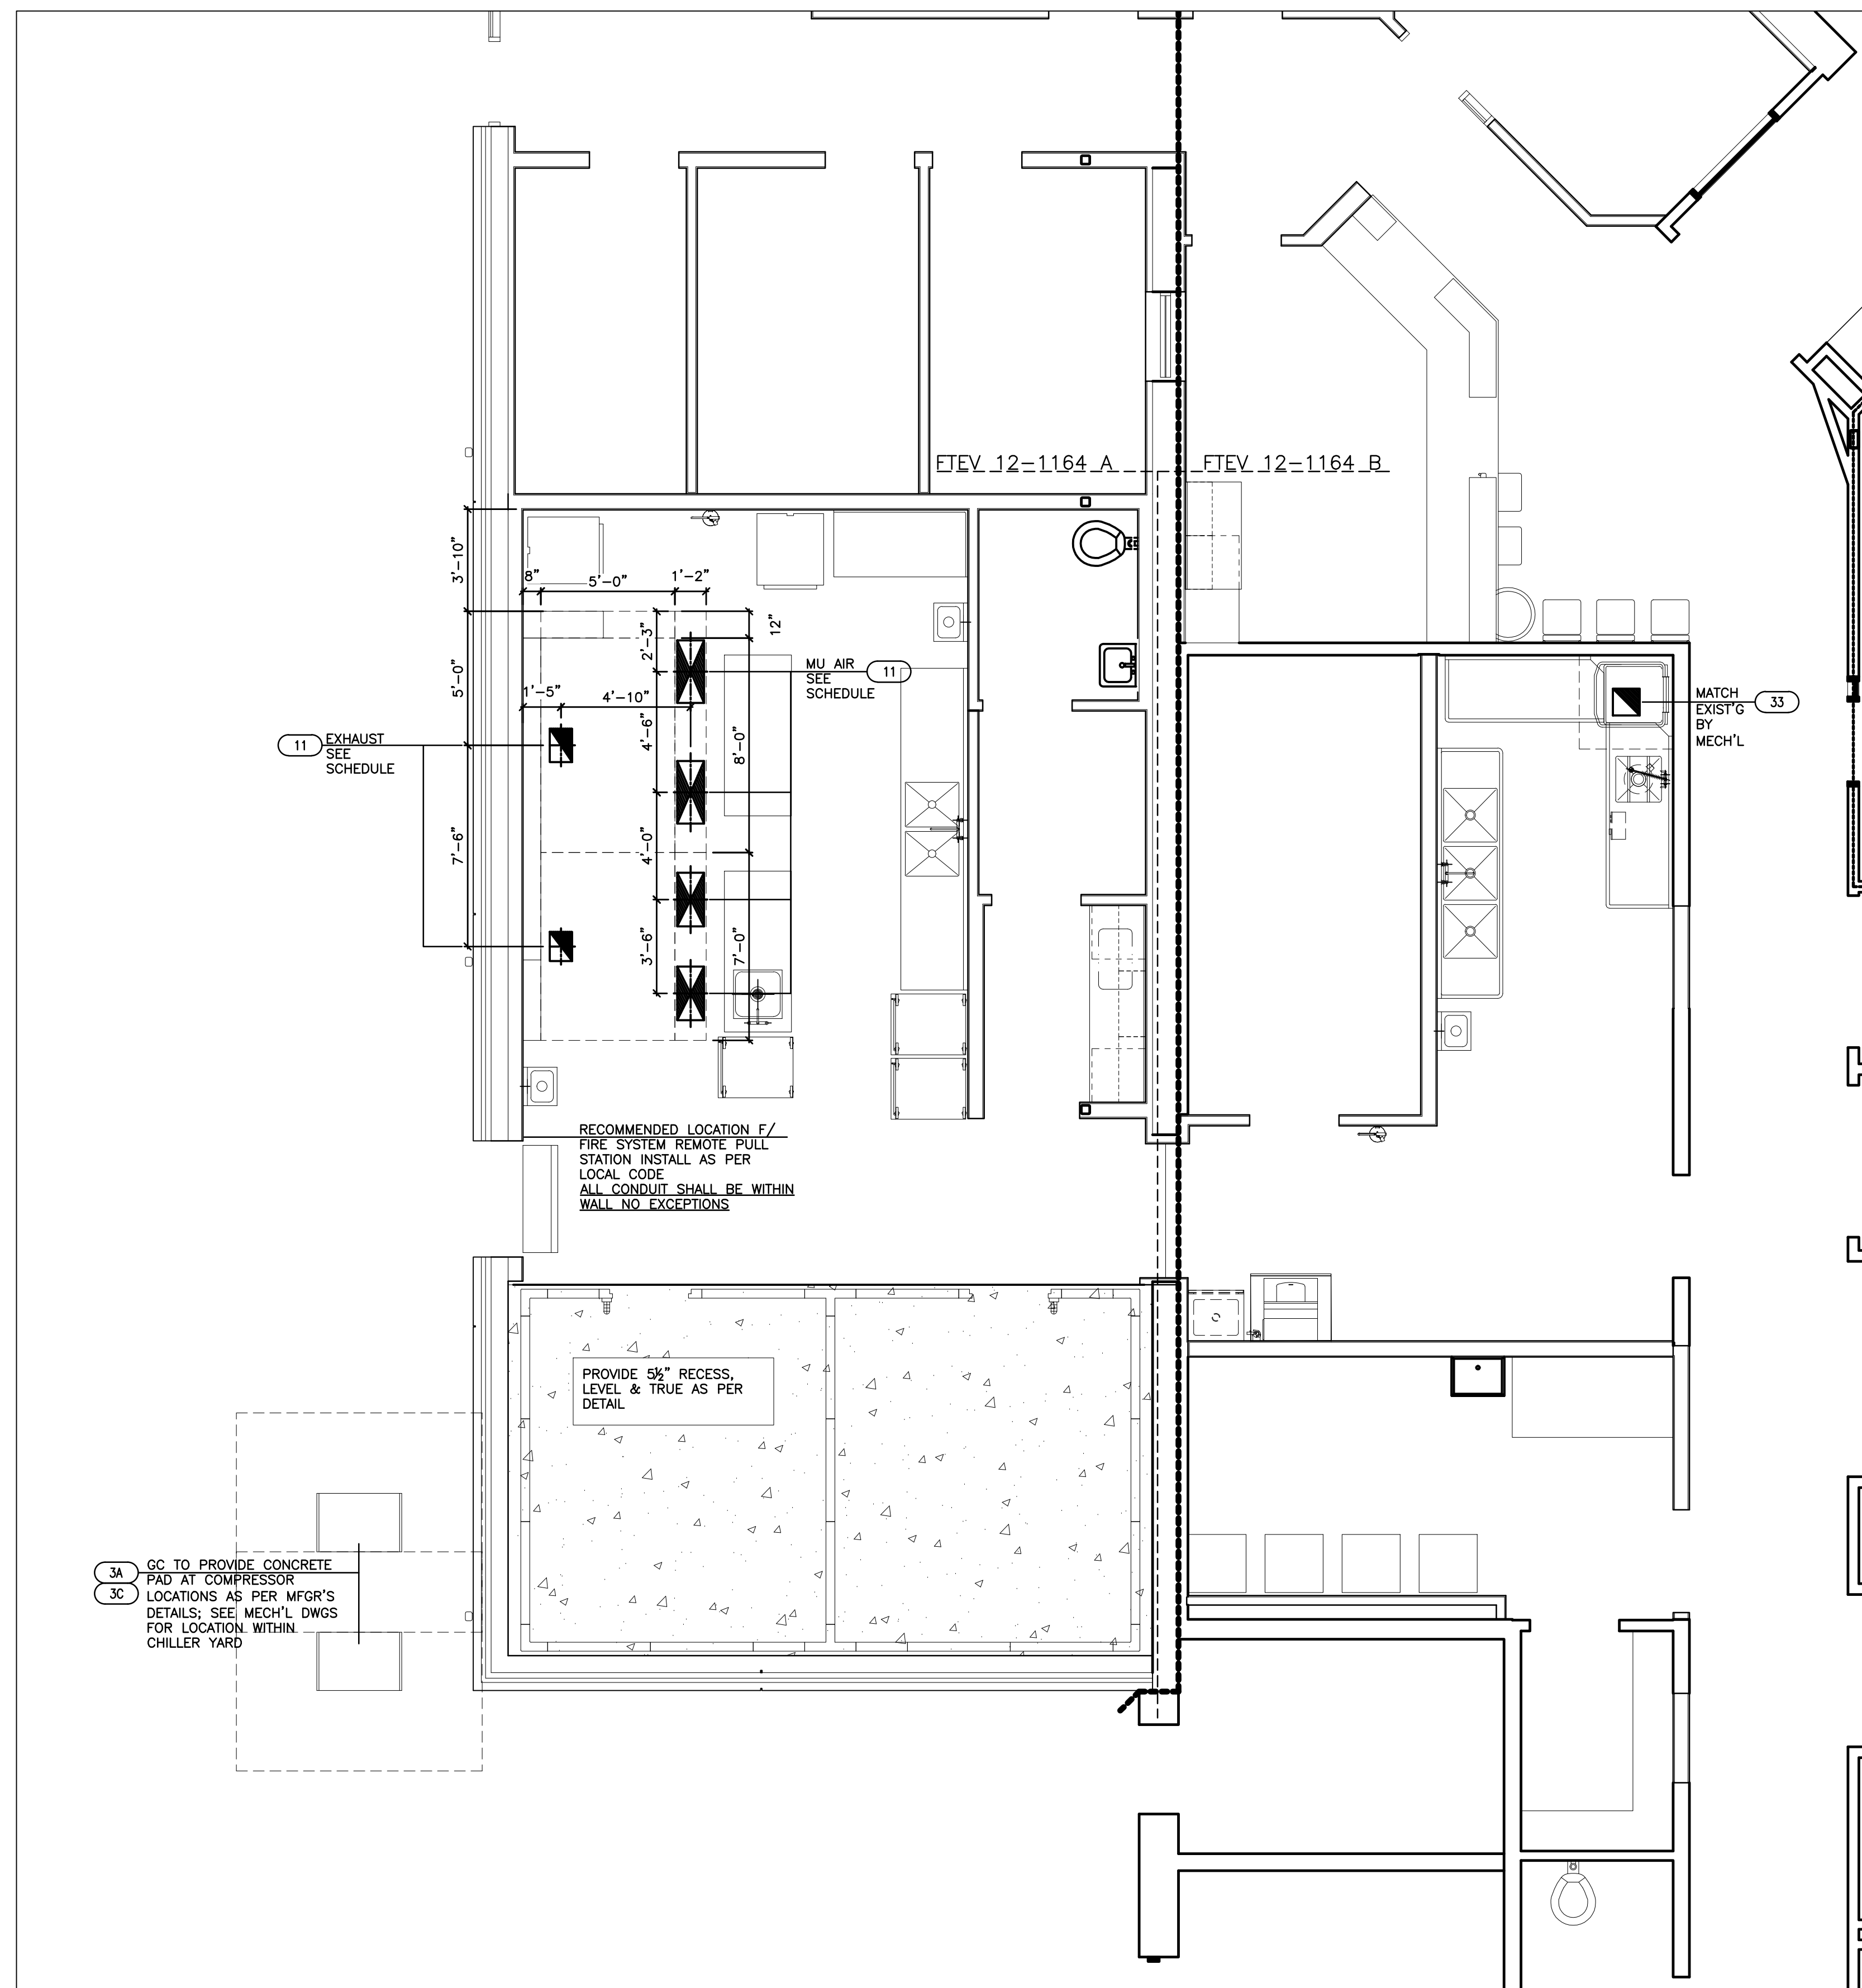 FTEV 12-1164 A
FTEV 12-1164 B
3'-10"
8"
5'-0"
1'-2"
12"
2'-3"
5'-0"
1'-5"
4'-10"
4'-6"
8'-0"
MU AIR
SEE
SCHEDULE
11
11
EXHAUST
SEE
SCHEDULE
MATCH
EXIST'G
BY
MECH'L
33
7'-6"
4'-0"
3'-6"
7'-0"
RECOMMENDED LOCATION F/
FIRE SYSTEM REMOTE PULL
STATION INSTALL AS PER
LOCAL CODE
ALL CONDUIT SHALL BE WITHIN
WALL NO EXCEPTIONS
PROVIDE 5½" RECESS,
LEVEL & TRUE AS PER
DETAIL
3A
3C
GC TO PROVIDE CONCRETE
PAD AT COMPRESSOR
LOCATIONS AS PER MFGR'S
DETAILS; SEE MECH'L DWGS
FOR LOCATION WITHIN
CHILLER YARD